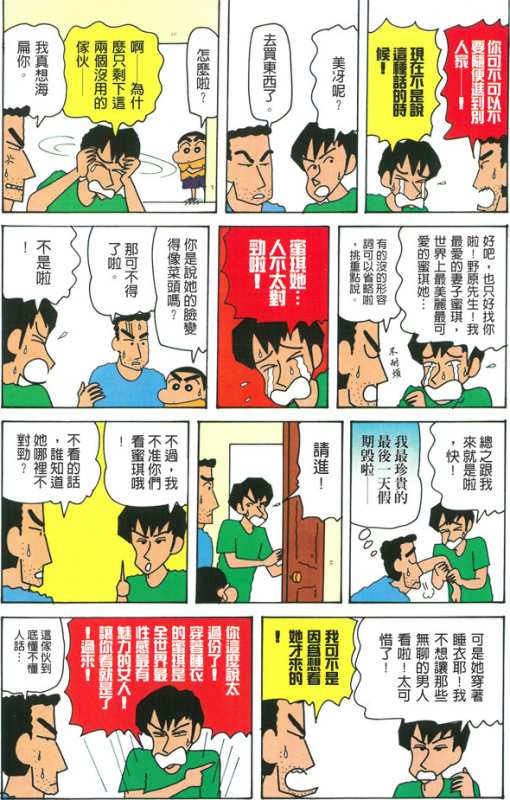 你可不可以不
要隨便進到別
人家——！
現在不是說
這種話的時
候！
美冴呢？
去買東西了。
怎麼啦？
啊——為什
麼只剩下這
兩個沒用的
傢伙——
我真想海
扁你。
好吧，也只好找你
啦！野原先生！我
最愛的妻子蜜琪，
世界上最美麗最可
愛的蜜琪她…
有的沒的形容
詞可以省略啦
，挑重點說。
不耐煩
蜜琪她…
人不太對
勁啦！
你是說她的臉變
得像菜頭嗎？
那可不得
了啦。
不是啦
！
總之跟我
來就是啦
，快！
我最珍貴的
最後一天假
期毀啦——
請進！
不過，我
不准你們
看蜜琪哦
！
不看的話
，誰知道
她哪裡不
對勁？
可是她穿著
睡衣耶！我
不想讓那些
無聊的男人
看啦！太可
惜了！
我可不是
因為想看
她才來的
！
你這麼說太
過份了！
穿著睡衣
的蜜琪是
全世界最
性感最有
魅力的女人！
讓你看就是了
！過來！
這傢伙到
底懂不懂
人話…